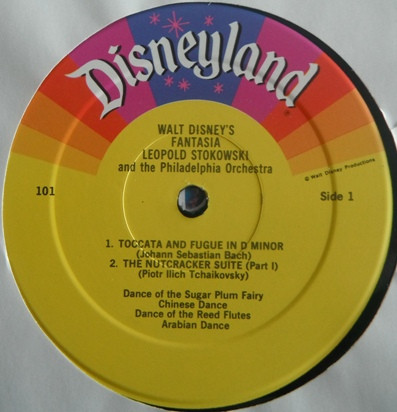 Disneyland
WALT DISNEY'S
FANTASIA
LEOPOLD STOKOWSKI
and the Philadelphia Orchestra
© Walt Disney Productions
101
Side 1
1. TOCCATA AND FUGUE IN D MINOR
(Johann Sebastian Bach)
2. THE NUTCRACKER SUITE (Part I)
(Piotr Ilich Tchaikovsky)
Dance of the Sugar Plum Fairy
Chinese Dance
Dance of the Reed Flutes
Arabian Dance